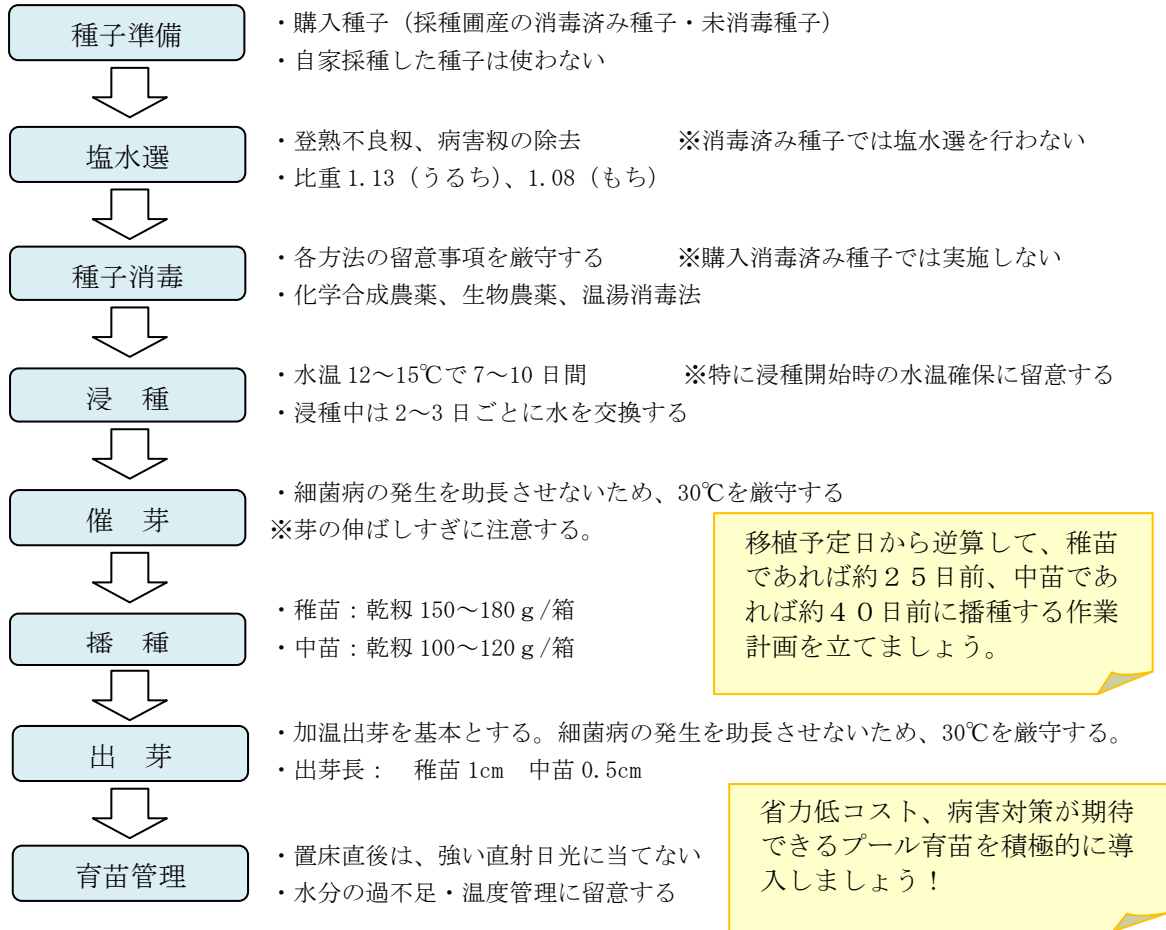 種子準備
・購入種子（採種圃産の消毒済み種子・未消毒種子）
・自家採種した種子は使わない
塩水選
・登熟不良籾、病害籾の除去　※消毒済み種子では塩水選を行わない
・比重 1.13（うるち）、1.08（もち）
種子消毒
・各方法の留意事項を厳守する　※購入消毒済み種子では実施しない
・化学合成農薬、生物農薬、温湯消毒法
浸　種
・水温 12～15℃で 7～10 日間　※特に浸種開始時の水温確保に留意する
・浸種中は 2～3 日ごとに水を交換する
催　芽
・細菌病の発生を助長させないため、30℃を厳守する
※芽の伸ばしすぎに注意する。
移植予定日から逆算して、稚苗
であれば約２５日前、中苗であ
れば約４０日前に播種する作業
計画を立てましょう。
播　種
・稚苗：乾籾 150～180ｇ/箱
・中苗：乾籾 100～120ｇ/箱
出　芽
・加温出芽を基本とする。細菌病の発生を助長させないため、30℃を厳守する。
・出芽長：　稚苗 1cm　中苗 0.5cm
省力低コスト、病害対策が期待
できるプール育苗を積極的に導
入しましょう！
育苗管理
・置床直後は、強い直射日光に当てない
・水分の過不足・温度管理に留意する